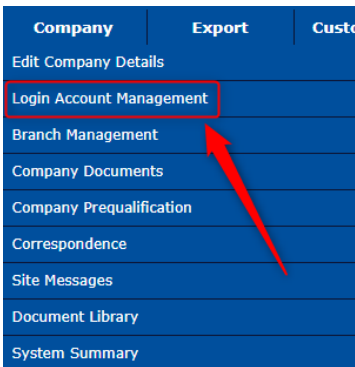 Company Export
Edit Company Details
Login Account Management
Branch Management
Company Documents
Company Prequalification
Correspondence
Site Messages
Document Library
System Summary